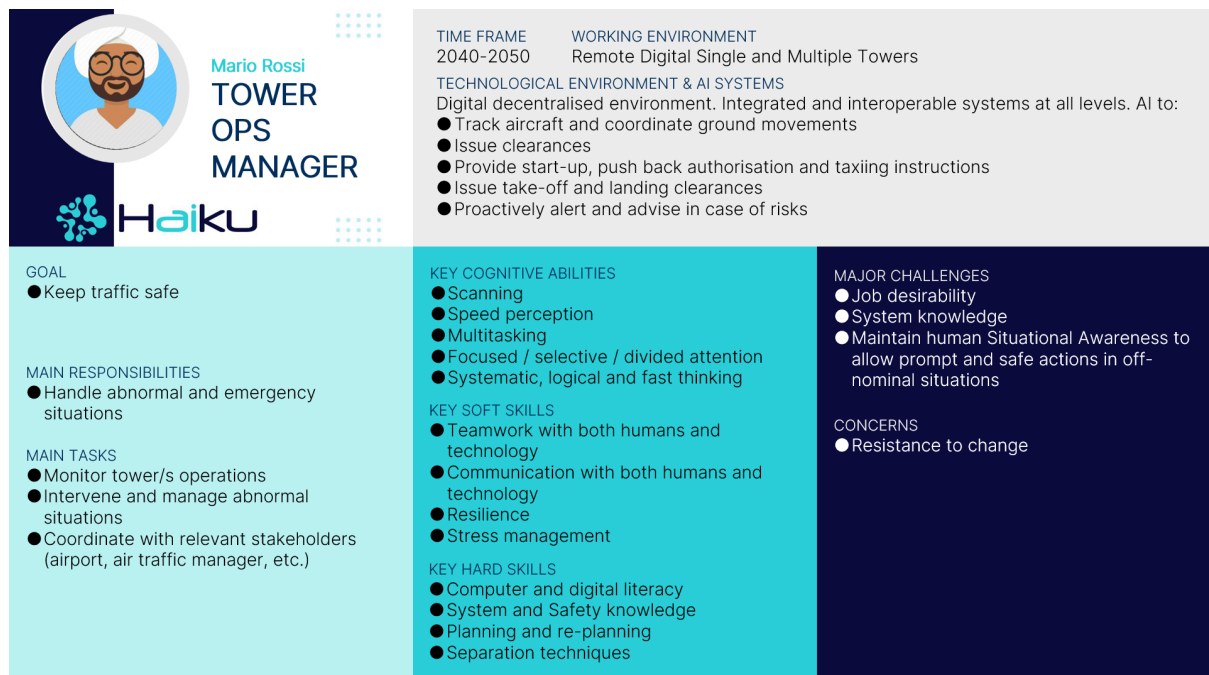 Mario Rossi
TOWER
OPS
MANAGER
Haiku
TIME FRAME
2040-2050
WORKING ENVIRONMENT
Remote Digital Single and Multiple Towers
TECHNOLOGICAL ENVIRONMENT & AI SYSTEMS
Digital decentralised environment. Integrated and interoperable systems at all levels. AI to:
●Track aircraft and coordinate ground movements
●Issue clearances
●Provide start-up, push back authorisation and taxiing instructions
●Issue take-off and landing clearances
●Proactively alert and advise in case of risks
GOAL
●Keep traffic safe
MAIN RESPONSIBILITIES
●Handle abnormal and emergency
situations
MAIN TASKS
●Monitor tower/s operations
●Intervene and manage abnormal
situations
●Coordinate with relevant stakeholders
(airport, air traffic manager, etc.)
KEY COGNITIVE ABILITIES
●Scanning
●Speed perception
●Multitasking
●Focused / selective / divided attention
●Systematic, logical and fast thinking
KEY SOFT SKILLS
●Teamwork with both humans and
technology
●Communication with both humans and
technology
●Resilience
●Stress management
KEY HARD SKILLS
●Computer and digital literacy
●System and Safety knowledge
●Planning and re-planning
●Separation techniques
MAJOR CHALLENGES
●Job desirability
●System knowledge
●Maintain human Situational Awareness to
allow prompt and safe actions in off-
nominal situations
CONCERNS
●Resistance to change